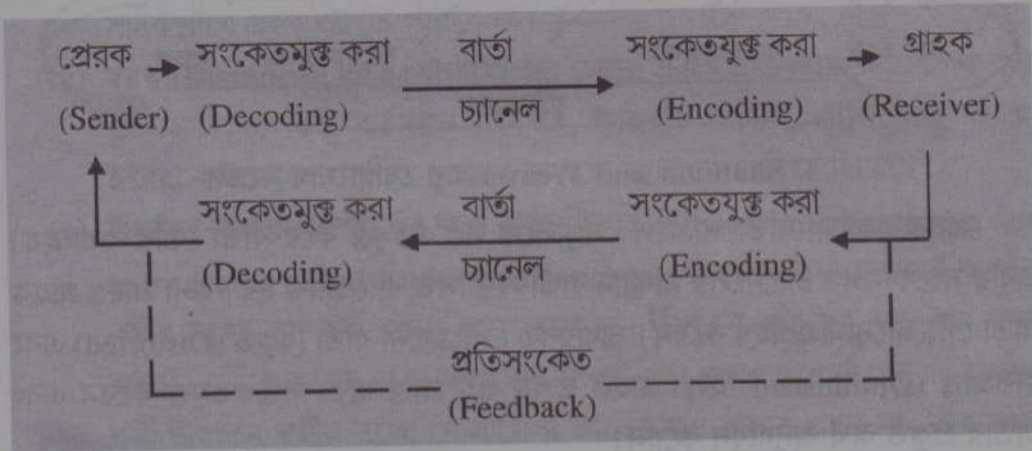 প্রেরক সংকেতমুক্ত করা বার্তা সংকেতযুক্ত করা গ্রাহক
(Sender) (Decoding) চ্যানেল (Encoding) (Receiver)
সংকেতমুক্ত করা বার্তা সংকেতযুক্ত করা
(Decoding) চ্যানেল (Encoding)
প্রতিসংকেত
(Feedback)